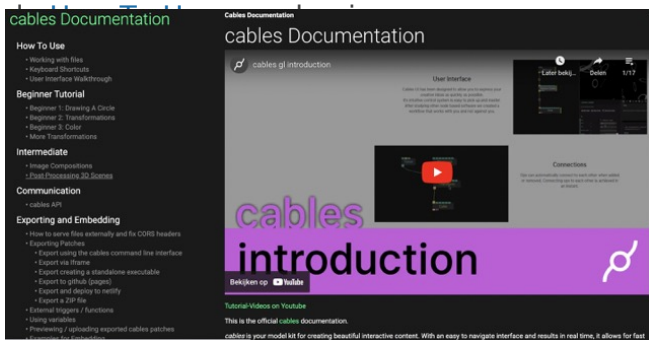 cables Documentation
How To Use
• Working with files
• Keyboard Shortcuts
• User Interface Walkthrough
Beginner Tutorial
• Beginner 1: Drawing A Circle
• Beginner 2: Transformations
• Beginner 3: Color
• More Transformations
Intermediate
• Image Compositions
• Post-Processing 3D Scenes
Communication
• cables API
Exporting and Embedding
• How to serve files externally and fix CORS headers
• Exporting Patches
• Export using the cables command line interface
• Export via Iframe
• Export creating a standalone executable
• Export to github (pages)
• Export and deploy to netlify
• Export a ZIP file
• External triggers / functions
• Using variables
• Previewing / uploading exported cables patches
Cables Documentation
cables Documentation
cables gl introduction
Later bekij...
Delen
1/17
User Interface
Connections
cables
introduction
Bekijken op YouTube
Tutorial-Videos on Youtube
This is the official cables documentation.
cables is your model kit for creating beautiful interactive content. With an easy to navigate interface and results in real time, it allows for fast